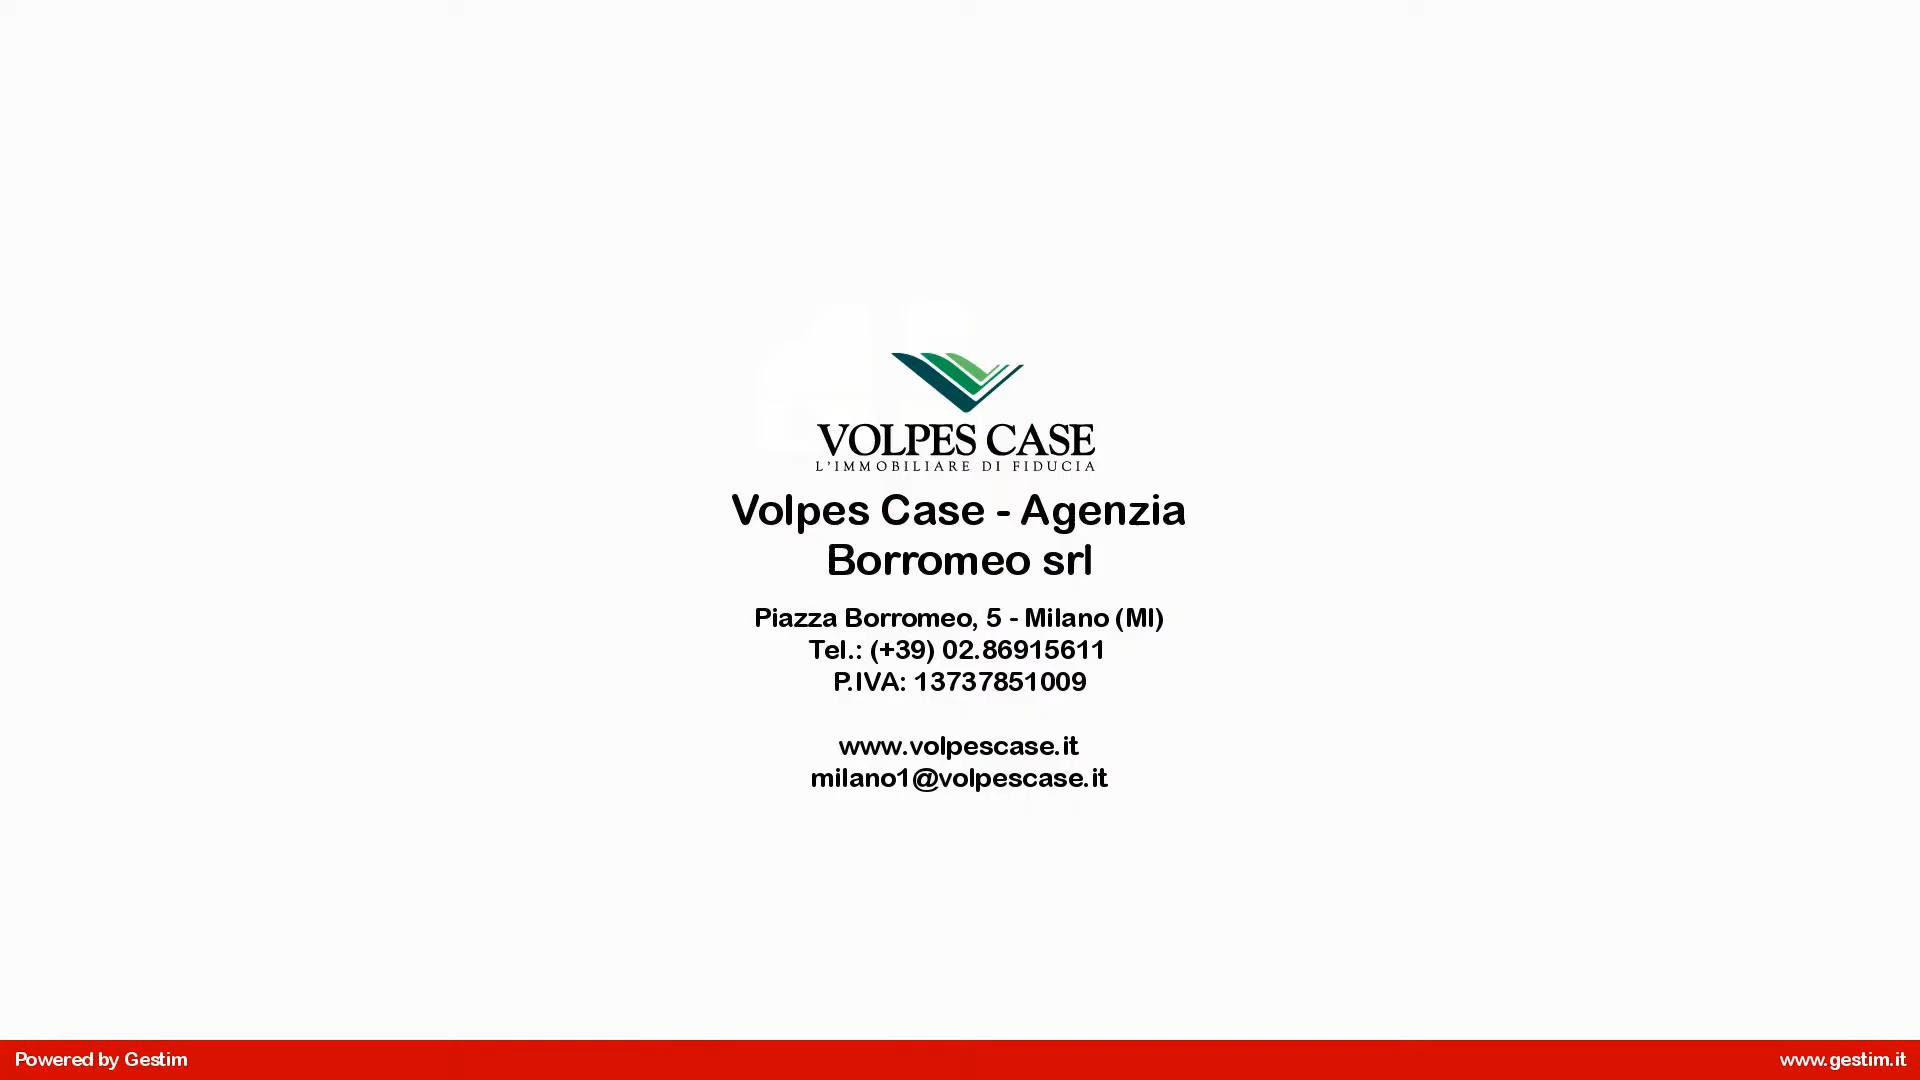 VOLPES CASE
L'IMMOBILIARE DI FIDUCIA
Volpes Case - Agenzia
Borromeo srl
Piazza Borromeo, 5 - Milano (MI)
Tel.: (+39) 02.86915611
P.IVA: 13737851009
www.volpescase.it
milano1@volpescase.it
Powered by Gestim
www.gestim.it